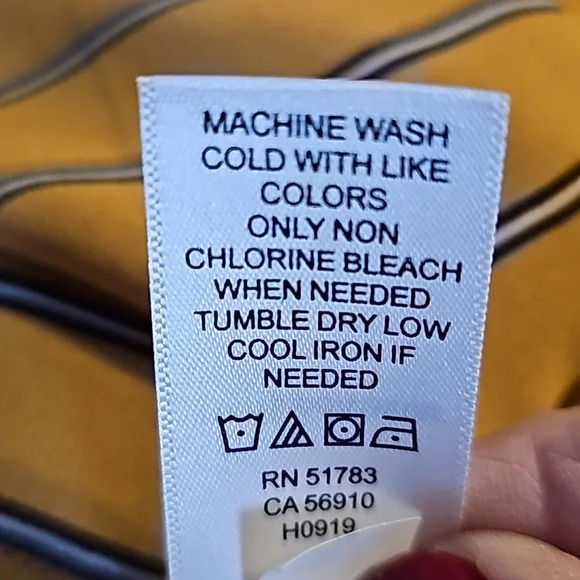 MACHINE WASH
COLD WITH LIKE
COLORS
ONLY NON
CHLORINE BLEACH
WHEN NEEDED
TUMBLE DRY LOW
COOL IRON IF
NEEDED
RN 51783
CA 56910
H0919